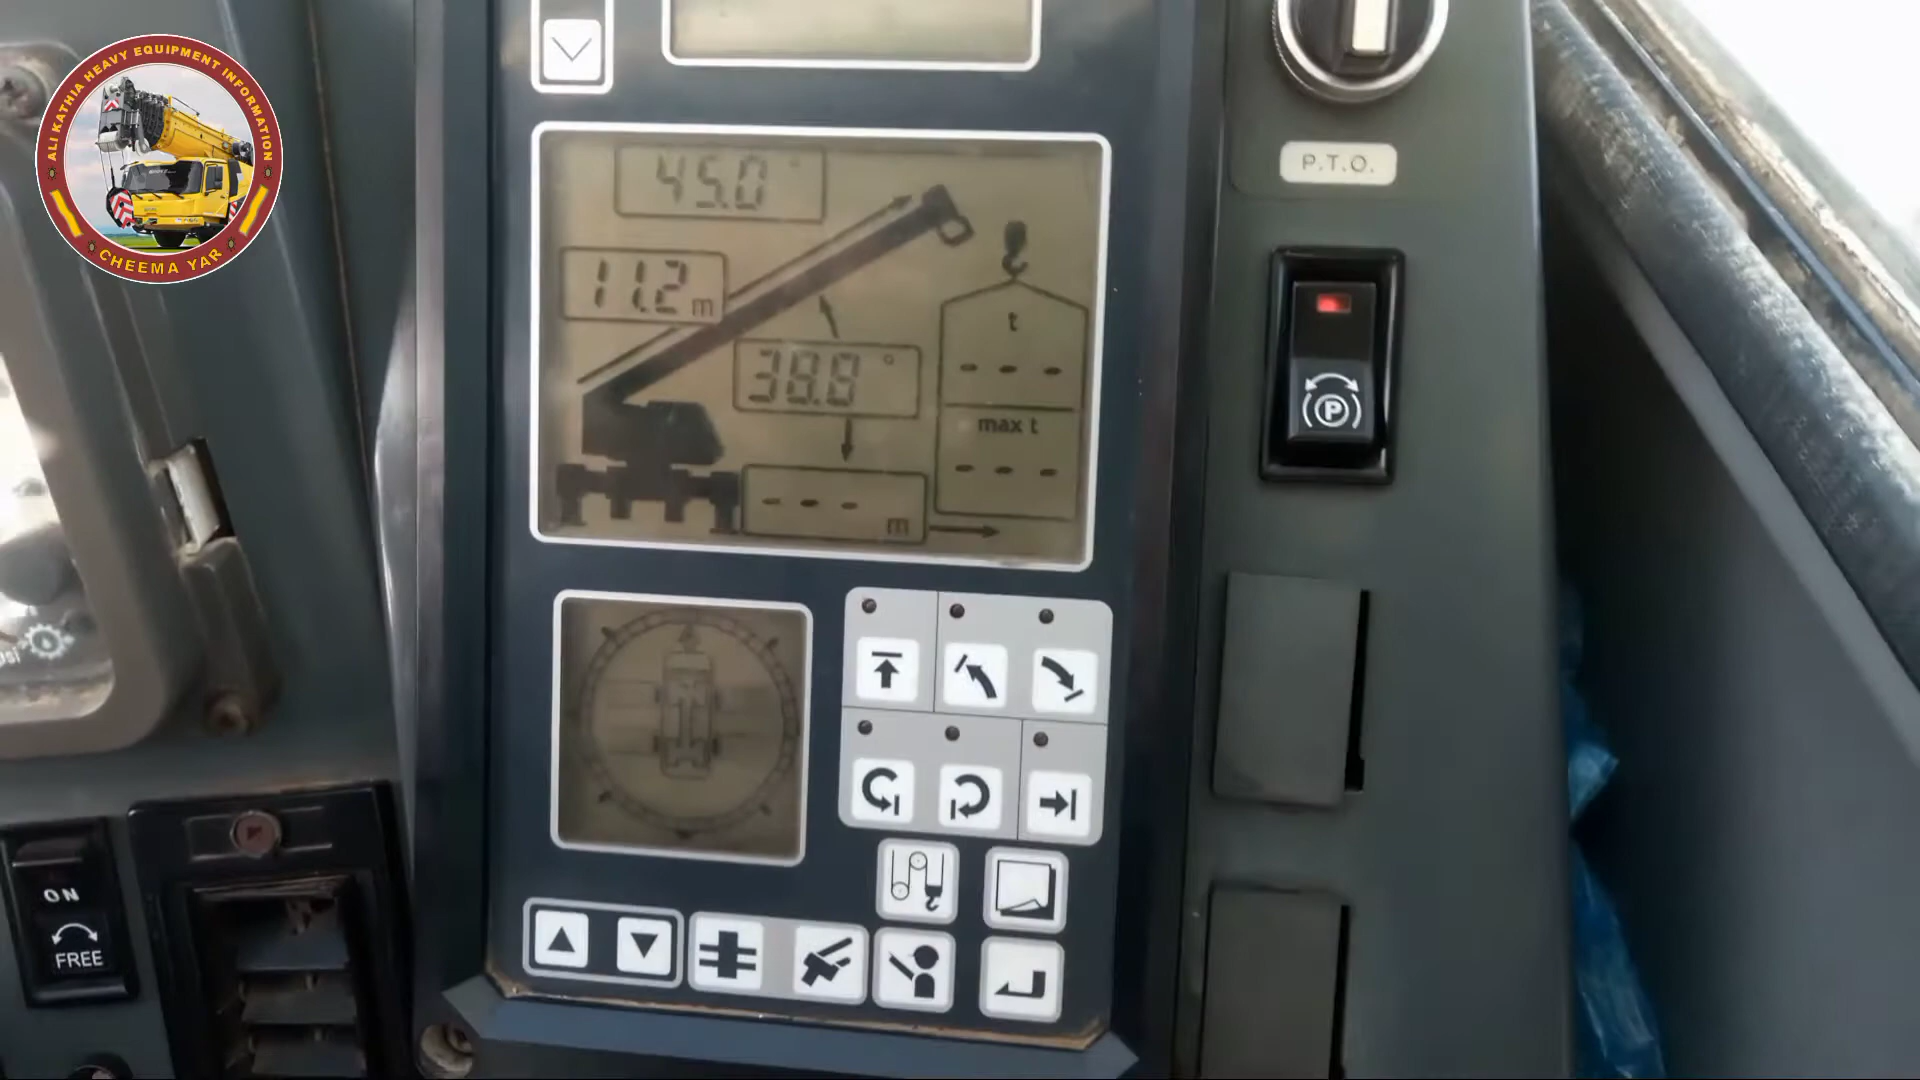 ALI KATHIA HEAVY EQUIPMENT INFORMATION
CHEEMA YAR
45.0 °
11.2 m
38.8 °
t
- - -
max t
- - -
- - - m
P.T.O.
P
ON
FREE